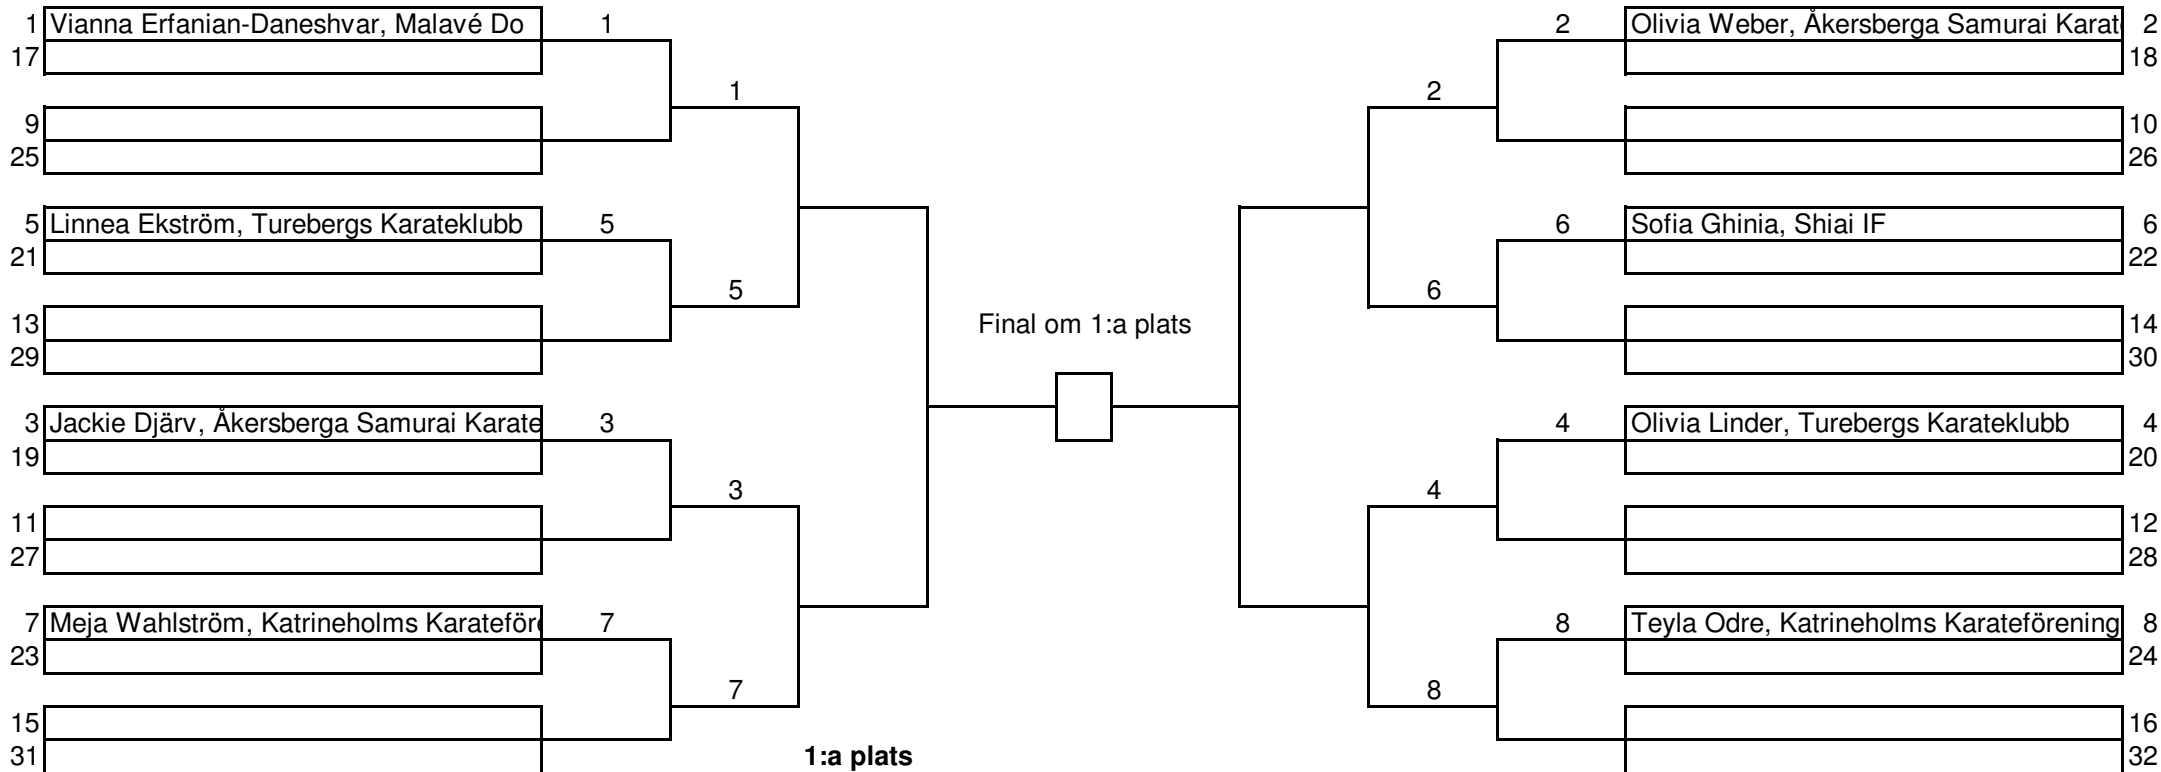 1 Vianna Erfanian-Daneshvar, Malavé Do 1 2 Olivia Weber, Åkersberga Samurai Karat 2
17 18
1 2
9 10
25 26
5 Linnea Ekström, Turebergs Karateklubb 5 6 Sofia Ghinia, Shiai IF 6
21 22
5 6
13 Final om 1:a plats 14
29 30
3 Jackie Djärv, Åkersberga Samurai Karate 3 4 Olivia Linder, Turebergs Karateklubb 4
19 20
3 4
11 12
27 28
7 Meja Wahlström, Katrineholms Karateför 7 8 Teyla Odre, Katrineholms Karateförening 8
23 24
7 8
15 16
31 1:a plats 32